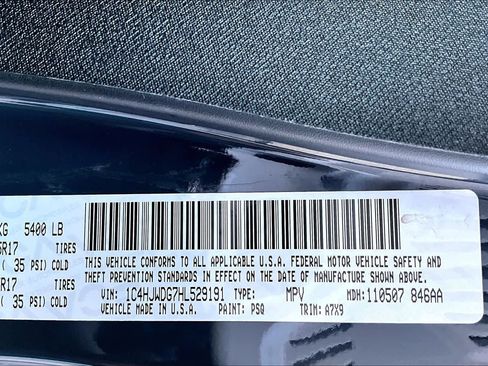 KG 5400 LB
5R17 TIRES
( 35 PSI) COLD
R17 TIRES
( 35 PSI) COLD
THIS VEHICLE CONFORMS TO ALL APPLICABLE U.S.A. FEDERAL MOTOR VEHICLE SAFETY
AND THEFT PREVENTION STANDARDS IN EFFECT ON THE DATE OF MANUFACTURE SHOWN ABOVE.
VIN: 1C4HJWDG7HL529191 TYPE: MPV MDH: 110507 846AA
VEHICLE MADE IN U.S.A. PAINT: PSQ TRIM: A7X9